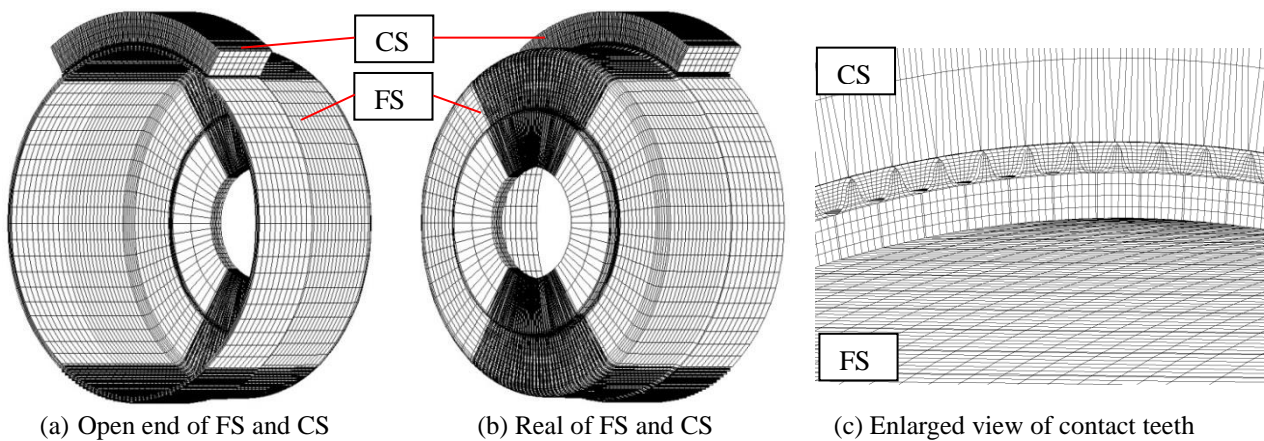 CS
FS
CS
FS
(a) Open end of FS and CS
(b) Real of FS and CS
(c) Enlarged view of contact teeth